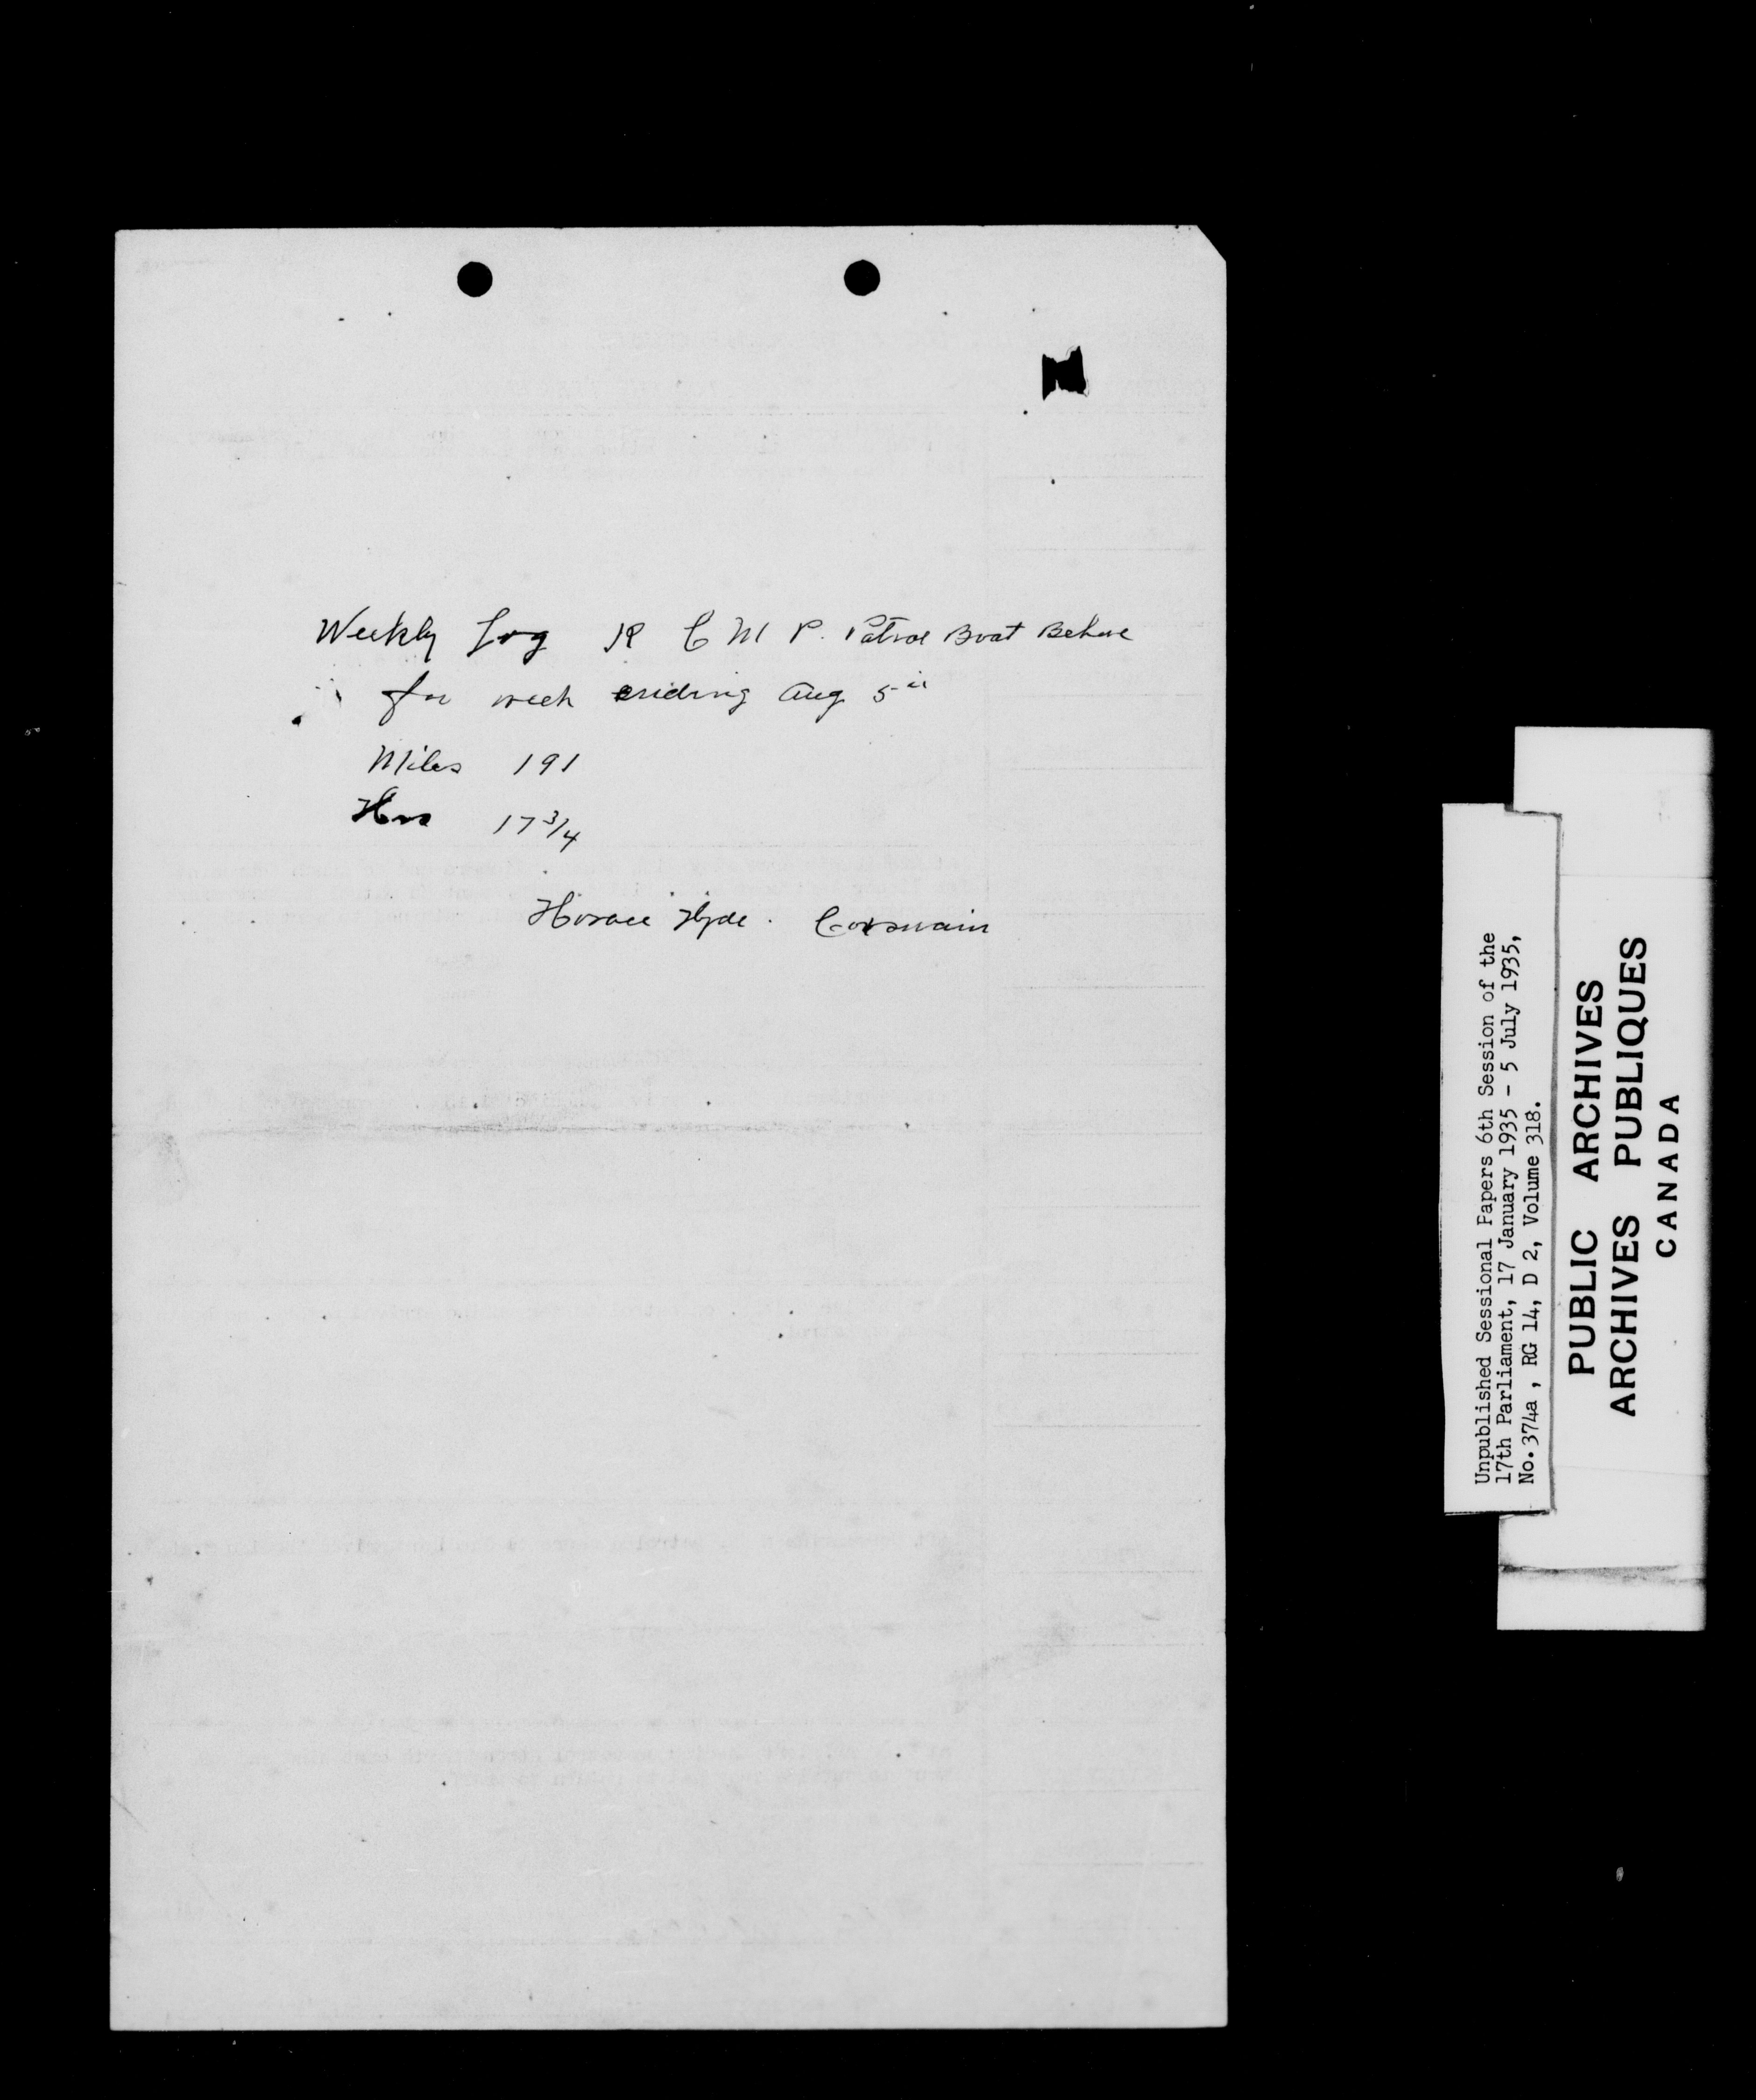 Weekly Log R C M P. Patrol Boat Behave
for week ending Aug 5th
Miles 191
Hrs 17 3/4
Horace Hyde. Coxswain
Unpublished Sessional Papers 6th Session of the
17th Parliament, 17 January 1935 - 5 July 1935,
No. 374a , RG 14, D 2, Volume 318.
PUBLIC ARCHIVES
ARCHIVES PUBLIQUES
CANADA